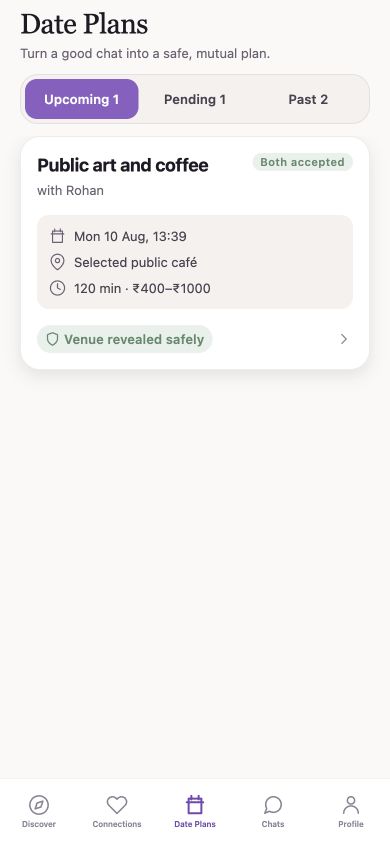 Date Plans
Turn a good chat into a safe, mutual plan.
Upcoming 1
Pending 1
Past 2
Public art and coffee
Both accepted
with Rohan
Mon 10 Aug, 13:39
Selected public café
120 min · ₹400–₹1000
Venue revealed safely
Discover
Connections
Date Plans
Chats
Profile